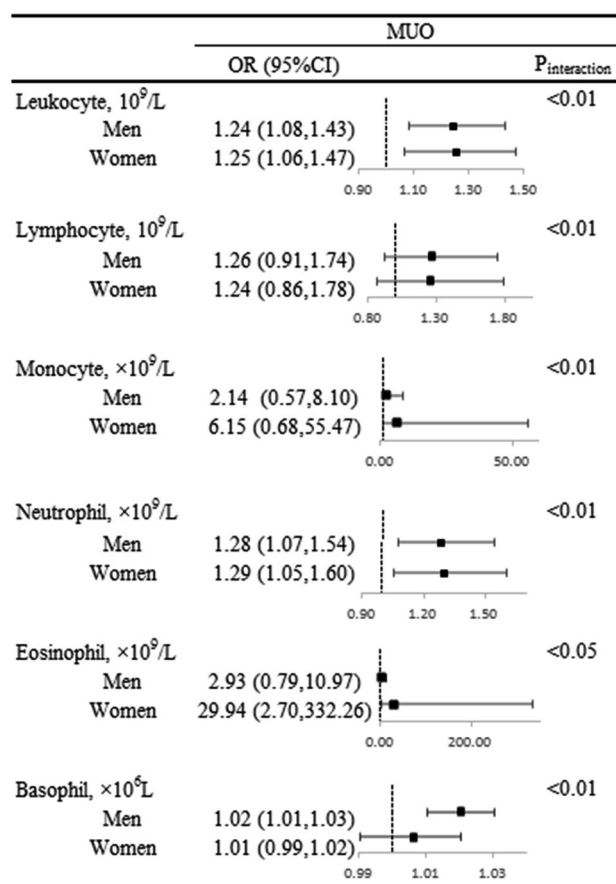 MUO
OR (95%CI) P_interaction
Leukocyte, 10⁹/L <0.01
Men 1.24 (1.08,1.43)
Women 1.25 (1.06,1.47)
0.90 1.10 1.30 1.50
Lymphocyte, 10⁹/L <0.01
Men 1.26 (0.91,1.74)
Women 1.24 (0.86,1.78)
0.80 1.30 1.80
Monocyte, ×10⁹/L <0.01
Men 2.14 (0.57,8.10)
Women 6.15 (0.68,55.47)
0.00 50.00
Neutrophil, ×10⁹/L <0.01
Men 1.28 (1.07,1.54)
Women 1.29 (1.05,1.60)
0.90 1.20 1.50
Eosinophil, ×10⁹/L <0.05
Men 2.93 (0.79,10.97)
Women 29.94 (2.70,332.26)
0.00 200.00
Basophil, ×10⁶L <0.01
Men 1.02 (1.01,1.03)
Women 1.01 (0.99,1.02)
0.99 1.01 1.03